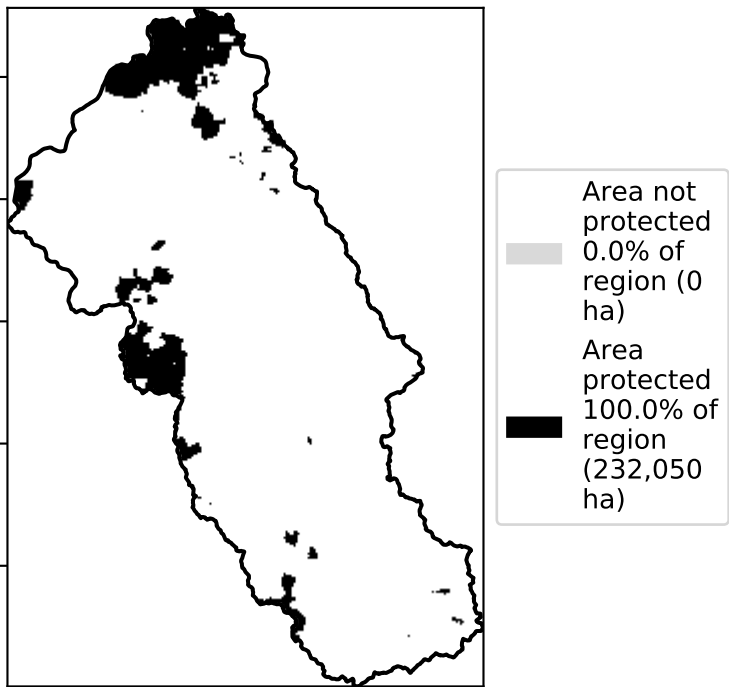 Area not
protected
0.0% of
region (0
ha)
Area
protected
100.0% of
region
(232,050
ha)